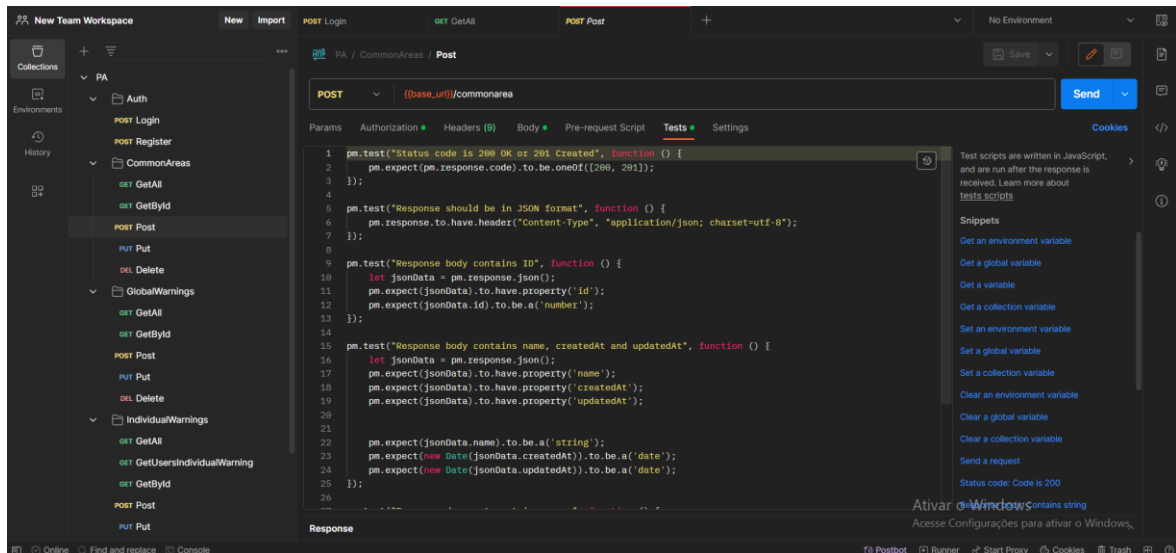 New Team Workspace
New
Import
POST Login
GET GetAll
POST Post
No Environment
Collections
Environments
History
PA
Auth
POST Login
POST Register
CommonAreas
GET GetAll
GET GetById
POST Post
PUT Put
DEL Delete
GlobalWarnings
GET GetAll
GET GetById
POST Post
PUT Put
DEL Delete
IndividualWarnings
GET GetAll
GET GetUsersIndividualWarning
GET GetById
POST Post
PUT Put
HTTP PA / CommonAreas / Post
Save
POST
{{base_url}}/commonarea
Send
Params Authorization Headers (9) Body Pre-request Script Tests Settings
Cookies
1 pm.test("Status code is 200 OK or 201 Created", function () {
2 pm.expect(pm.response.code).to.be.oneOf([200, 201]);
3 });
4
5 pm.test("Response should be in JSON format", function () {
6 pm.response.to.have.header("Content-Type", "application/json; charset=utf-8");
7 });
8
9 pm.test("Response body contains ID", function () {
10 let jsonData = pm.response.json();
11 pm.expect(jsonData).to.have.property('id');
12 pm.expect(jsonData.id).to.be.a('number');
13 });
14
15 pm.test("Response body contains name, createdAt and updatedAt", function () {
16 let jsonData = pm.response.json();
17 pm.expect(jsonData).to.have.property('name');
18 pm.expect(jsonData).to.have.property('createdAt');
19 pm.expect(jsonData).to.have.property('updatedAt');
20
21
22 pm.expect(jsonData.name).to.be.a('string');
23 pm.expect(new Date(jsonData.createdAt)).to.be.a('date');
24 pm.expect(new Date(jsonData.updatedAt)).to.be.a('date');
25 });
26
Test scripts are written in JavaScript,
and are run after the response is
received. Learn more about
tests scripts
Snippets
Get an environment variable
Get a global variable
Get a variable
Get a collection variable
Set an environment variable
Set a global variable
Set a collection variable
Clear an environment variable
Clear a global variable
Clear a collection variable
Send a request
Status code: Code is 200
Response body: Contains string
Ativar o Windows
Acesse Configurações para ativar o Windows.
Response
Online
Find and replace
Console
Postbot
Runner
Start Proxy
Cookies
Trash